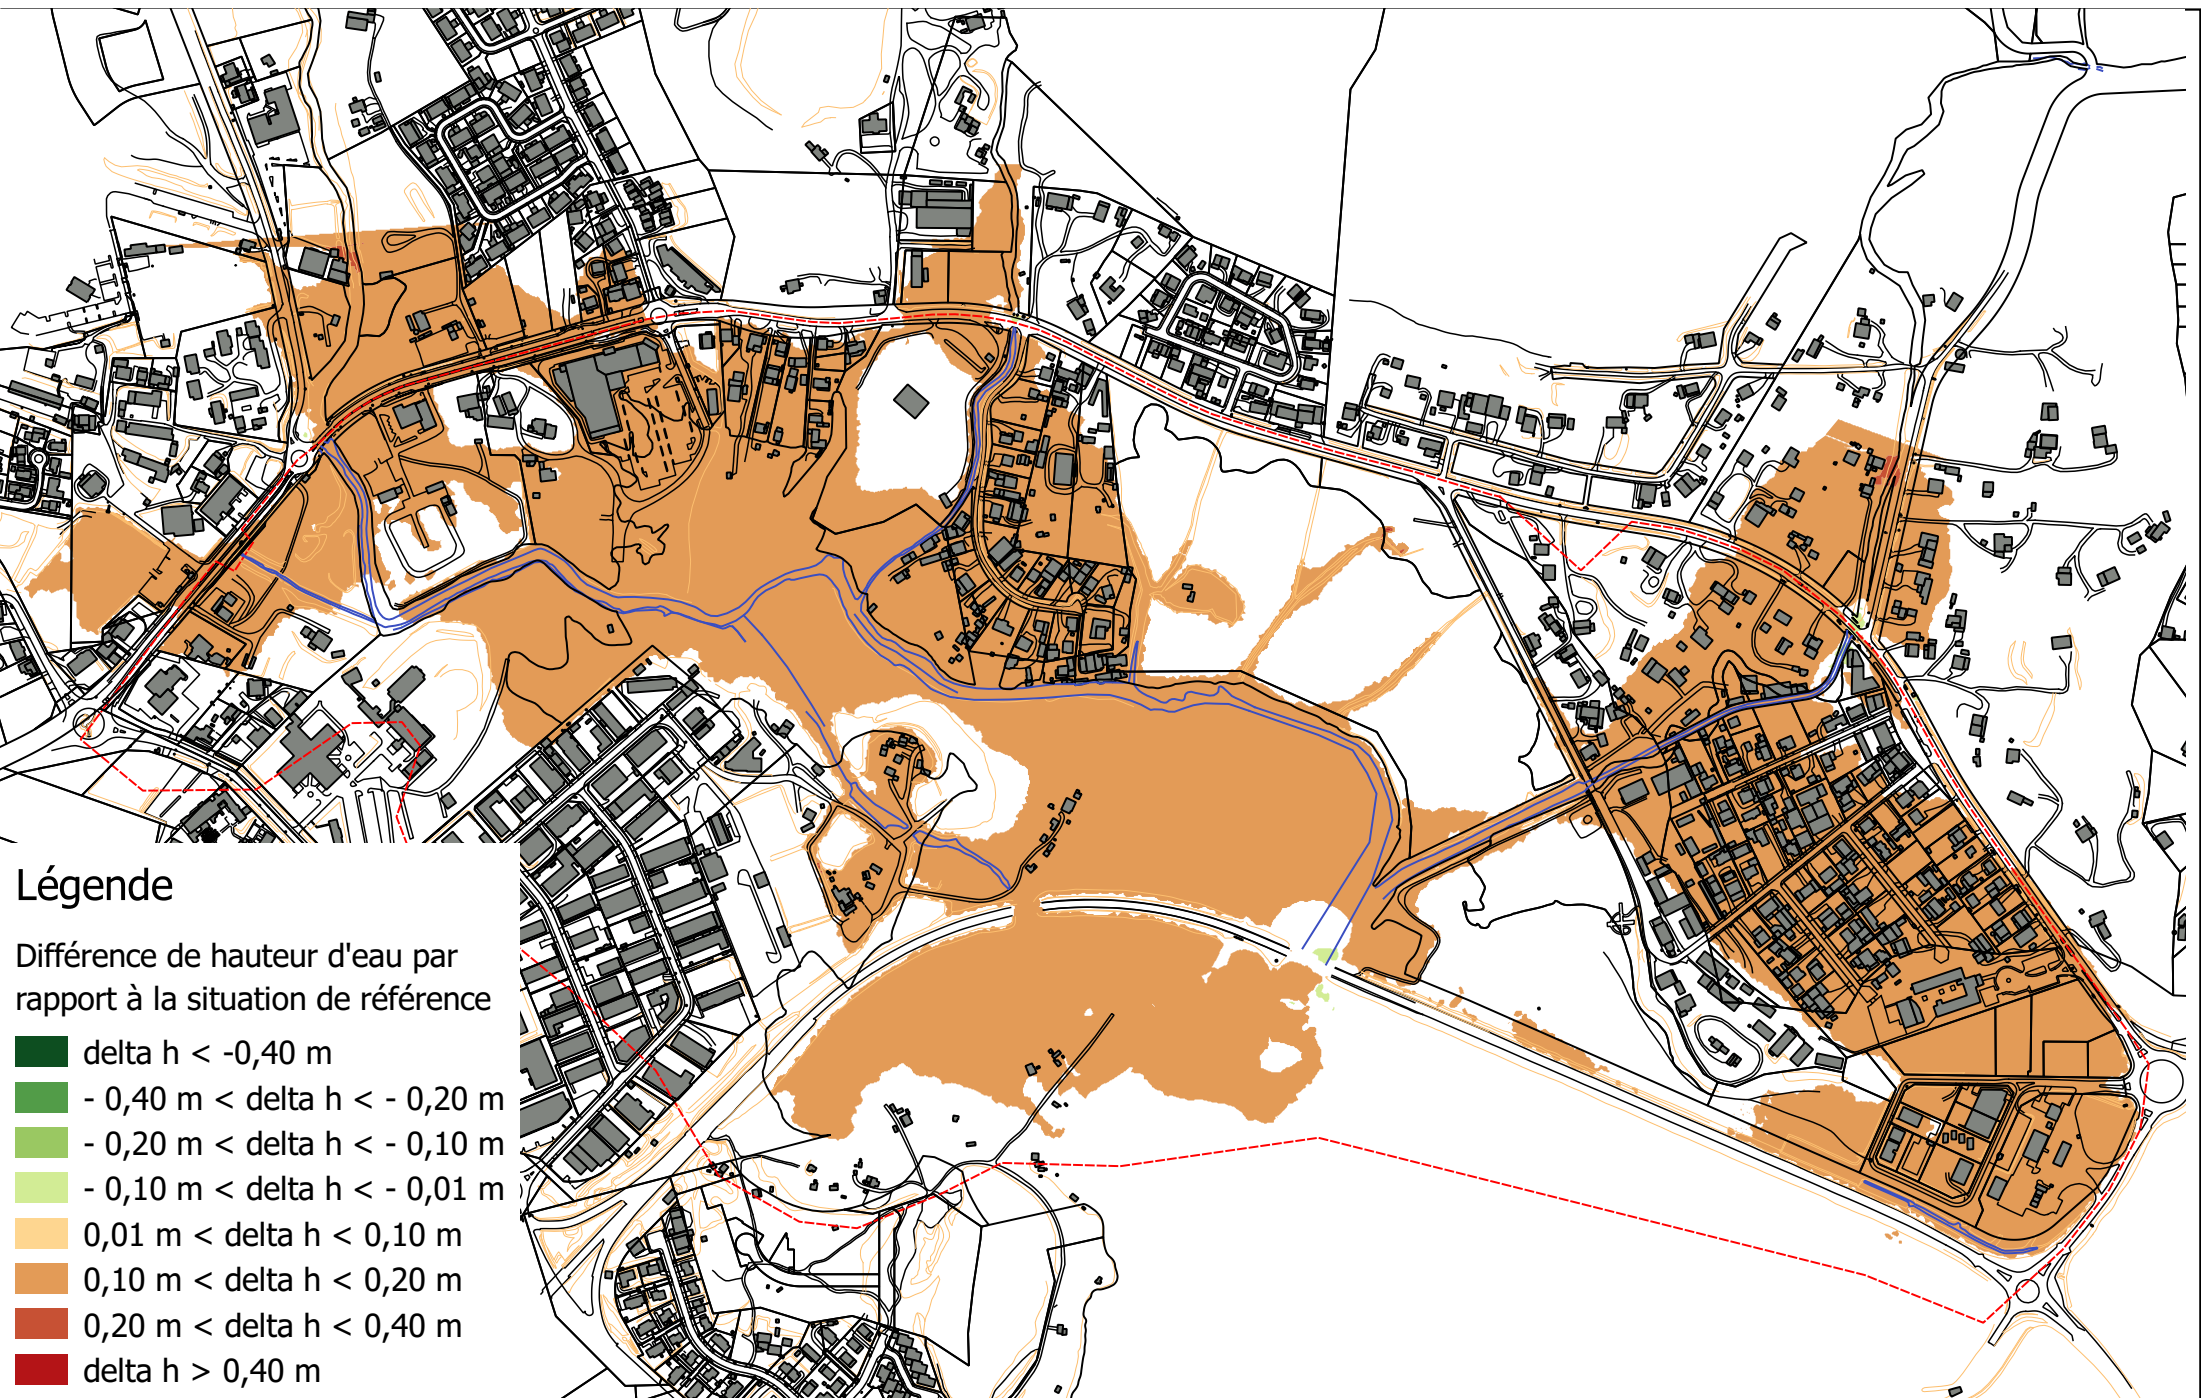 Légende
Différence de hauteur d'eau par
rapport à la situation de référence
delta h < -0,40 m
- 0,40 m < delta h < - 0,20 m
- 0,20 m < delta h < - 0,10 m
- 0,10 m < delta h < - 0,01 m
0,01 m < delta h < 0,10 m
0,10 m < delta h < 0,20 m
0,20 m < delta h < 0,40 m
delta h > 0,40 m